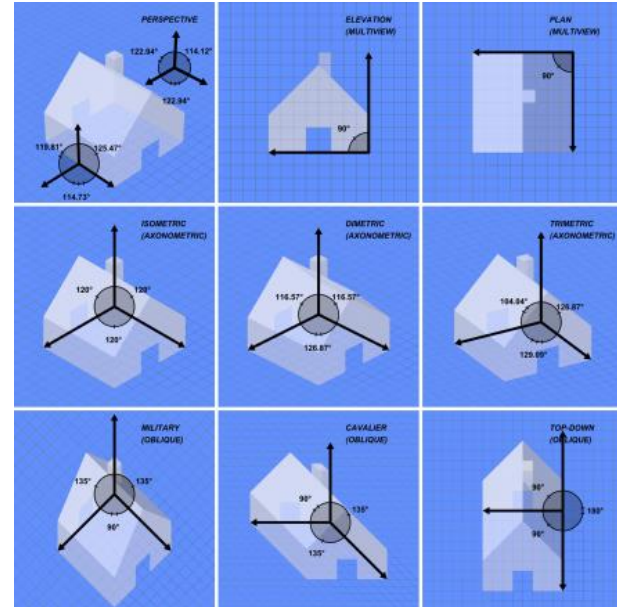 PERSPECTIVE
122.94°
114.12°
122.94°
119.81°
125.47°
114.73°
ELEVATION
(MULTIVIEW)
90°
PLAN
(MULTIVIEW)
90°
ISOMETRIC
(AXONOMETRIC)
120°
120°
120°
DIMETRIC
(AXONOMETRIC)
116.57°
116.57°
126.87°
TRIMETRIC
(AXONOMETRIC)
104.04°
126.87°
129.09°
MILITARY
(OBLIQUE)
135°
135°
90°
CAVALIER
(OBLIQUE)
90°
135°
135°
TOP-DOWN
(OBLIQUE)
90°
180°
90°